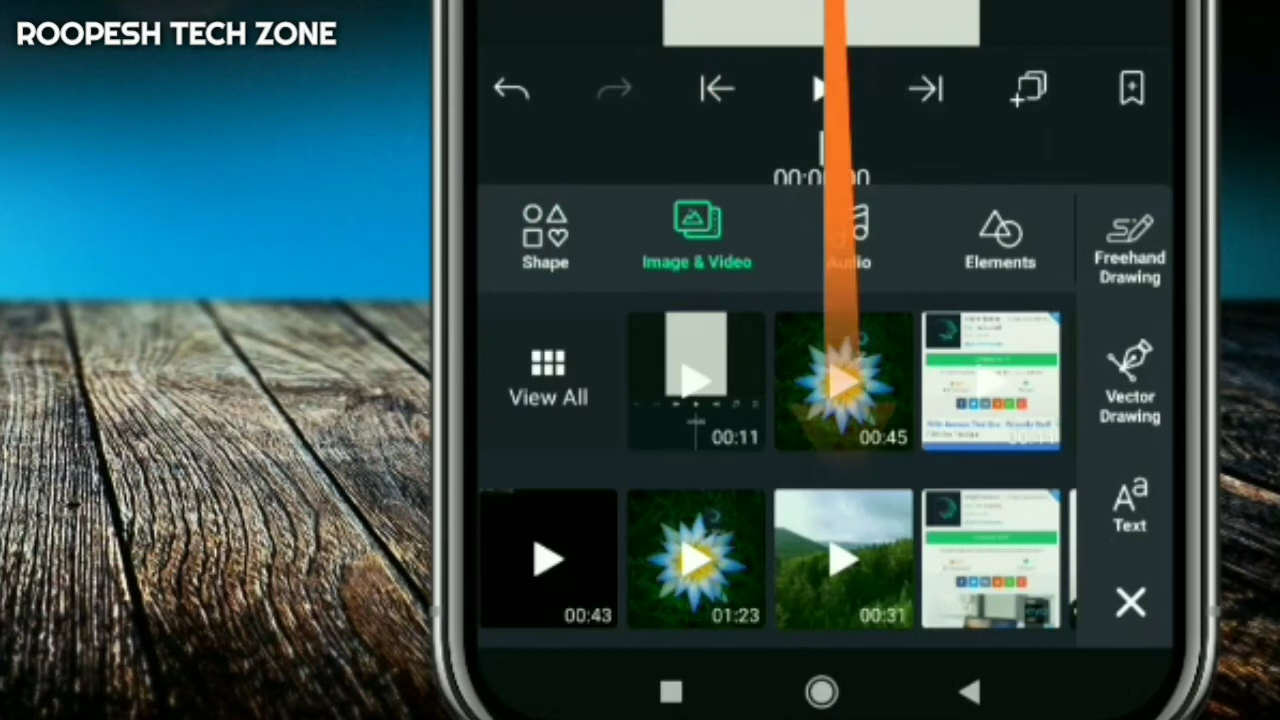 ROOPESH TECH ZONE
Shape
Image & Video
Elements
Freehand
Drawing
View All
00:11
00:45
Vector
Drawing
Text
00:43
01:23
00:31